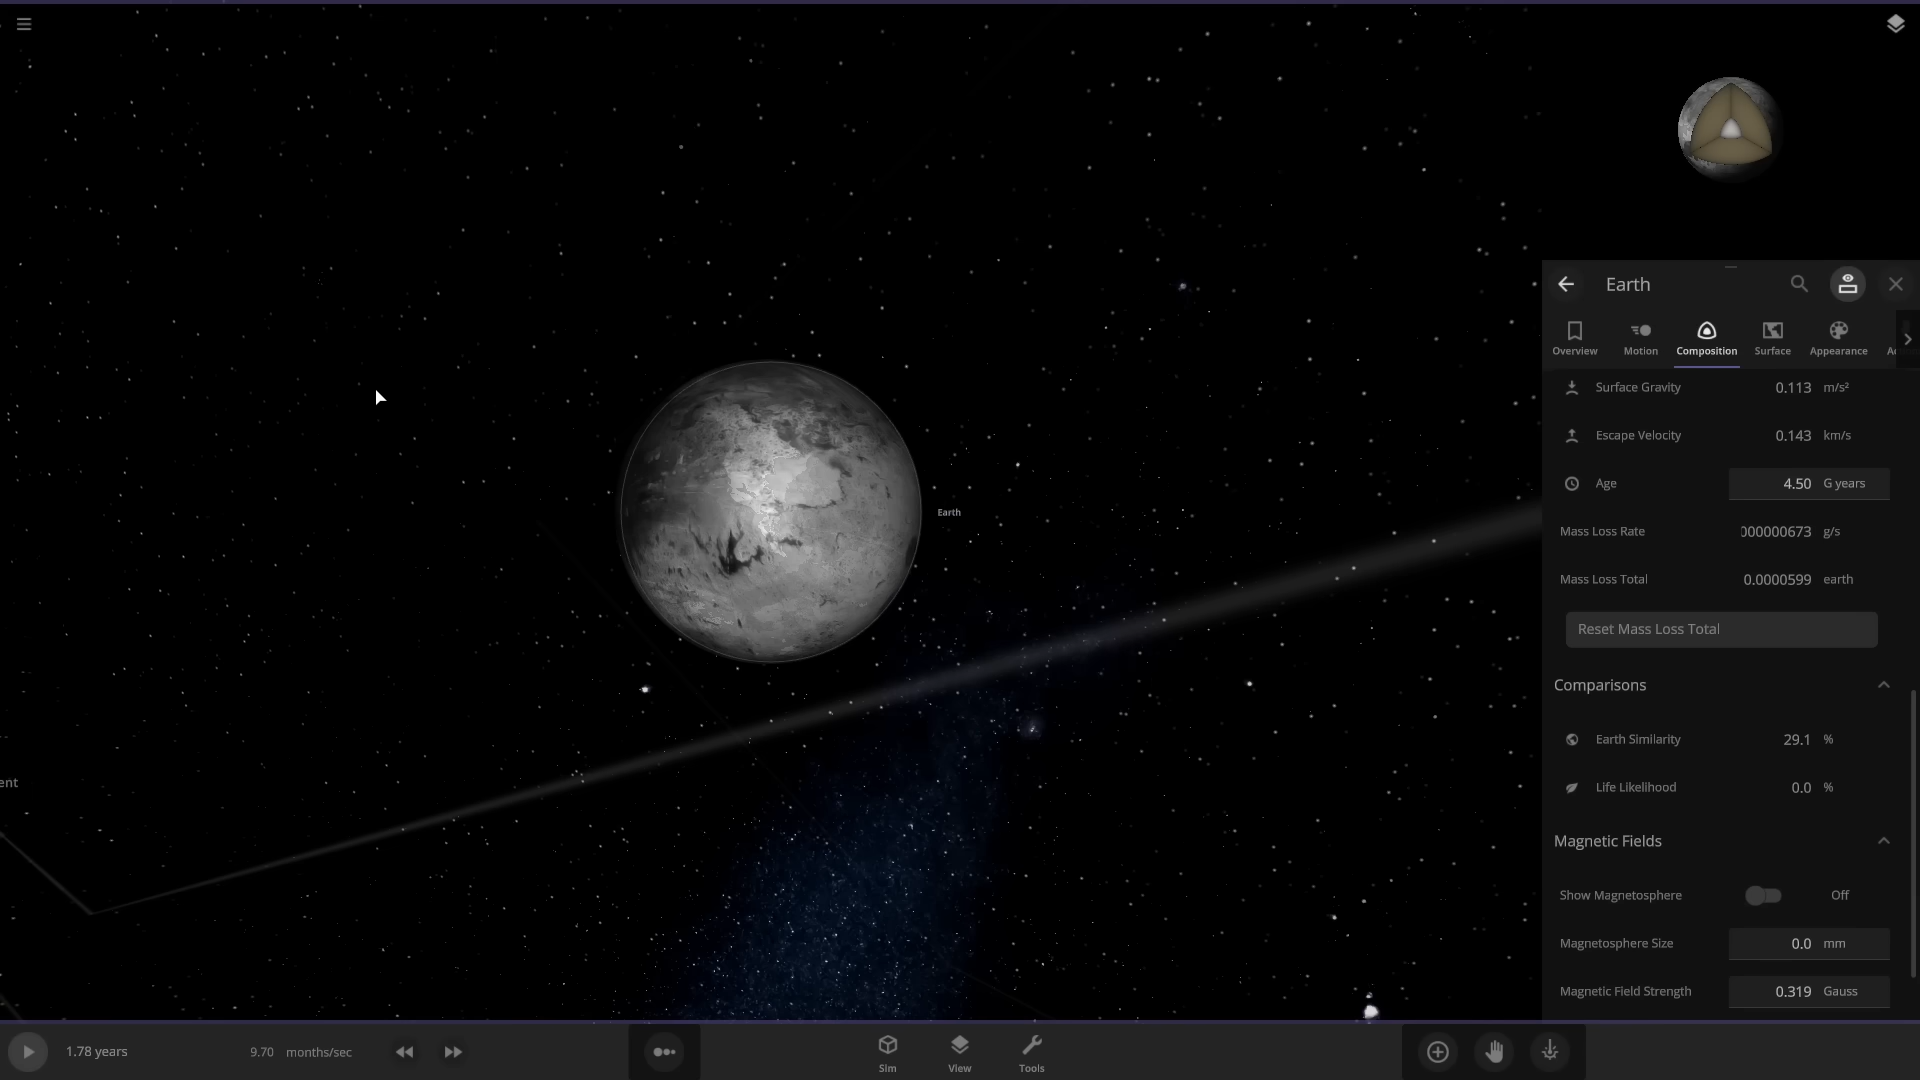 Earth
Overview
Motion
Composition
Surface
Appearance
Surface Gravity 0.113 m/s²
Escape Velocity 0.143 km/s
Age 4.50 G years
Mass Loss Rate 000000673 g/s
Mass Loss Total 0.0000599 earth
Reset Mass Loss Total
Comparisons
Earth Similarity 29.1 %
Life Likelihood 0.0 %
Magnetic Fields
Show Magnetosphere Off
Magnetosphere Size 0.0 mm
Magnetic Field Strength 0.319 Gauss
Earth
ent
1.78 years
9.70 months/sec
Sim
View
Tools